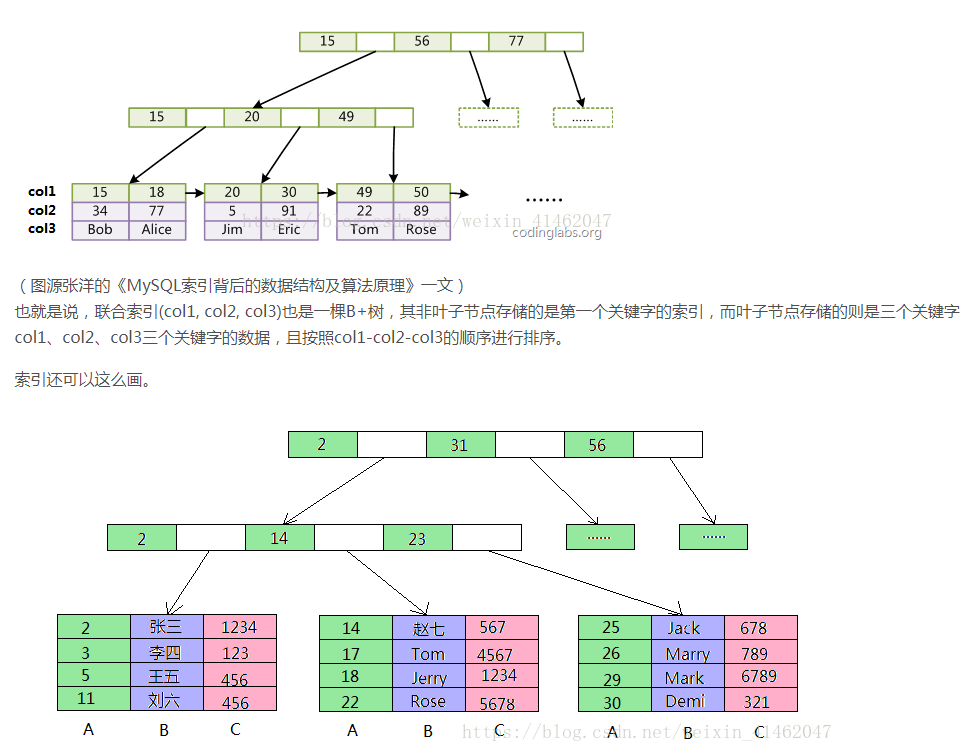 15 56 77
15 20 49 ...... ......
col1 15 18 20 30 49 50 ......
col2 34 77 5 91 22 89
https://blog.csdn.net/weixin_41462047
col3 Bob Alice Jim Eric Tom Rose
codinglabs.org
（图源张洋的《MySQL索引背后的数据结构及算法原理》一文）
也就是说，联合索引(col1, col2, col3)也是一棵B+树，其非叶子节点存储的是第一个关键字的索引，而叶子节点存储的则是三个关键字
col1、col2、col3三个关键字的数据，且按照col1-col2-col3的顺序进行排序。
索引还可以这么画。
2 31 56
2 14 23 ...... ......
2 张三 1234 14 赵七 567 25 Jack 678
3 李四 123 17 Tom 4567 26 Marry 789
5 王五 456 18 Jerry 1234 29 Mark 6789
11 刘六 456 22 Rose 5678 30 Demi 321
A B C A B C A B C
https://blog.csdn.net/weixin_41462047